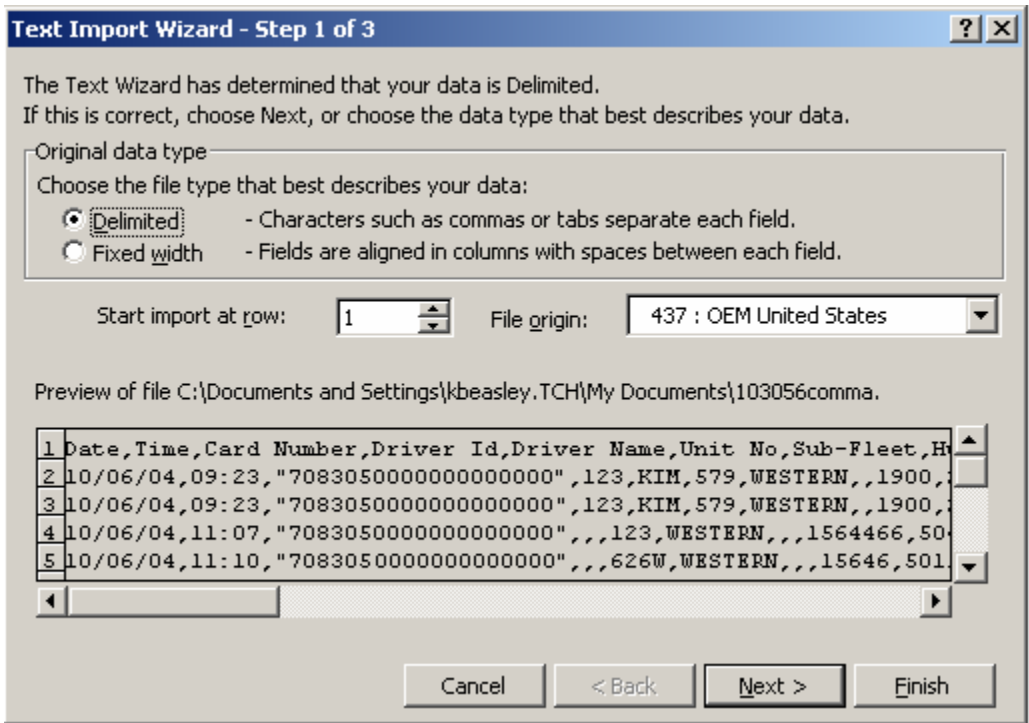 Text Import Wizard - Step 1 of 3
The Text Wizard has determined that your data is Delimited.
If this is correct, choose Next, or choose the data type that best describes your data.
Original data type
Choose the file type that best describes your data:
Delimited - Characters such as commas or tabs separate each field.
Fixed width - Fields are aligned in columns with spaces between each field.
Start import at row: 1 File origin: 437 : OEM United States
Preview of file C:\Documents and Settings\kbeasley.TCH\My Documents\103056comma.
1 Date,Time,Card Number,Driver Id,Driver Name,Unit No,Sub-Fleet,
2 10/06/04,09:23,"7083050000000000000",123,KIM,579,WESTERN,,1900,
3 10/06/04,09:23,"7083050000000000000",123,KIM,579,WESTERN,,1900,
4 10/06/04,11:07,"7083050000000000000",,,123,WESTERN,,,1564466,50
5 10/06/04,11:10,"7083050000000000000",,,626W,WESTERN,,,15646,501
Cancel < Back Next > Finish